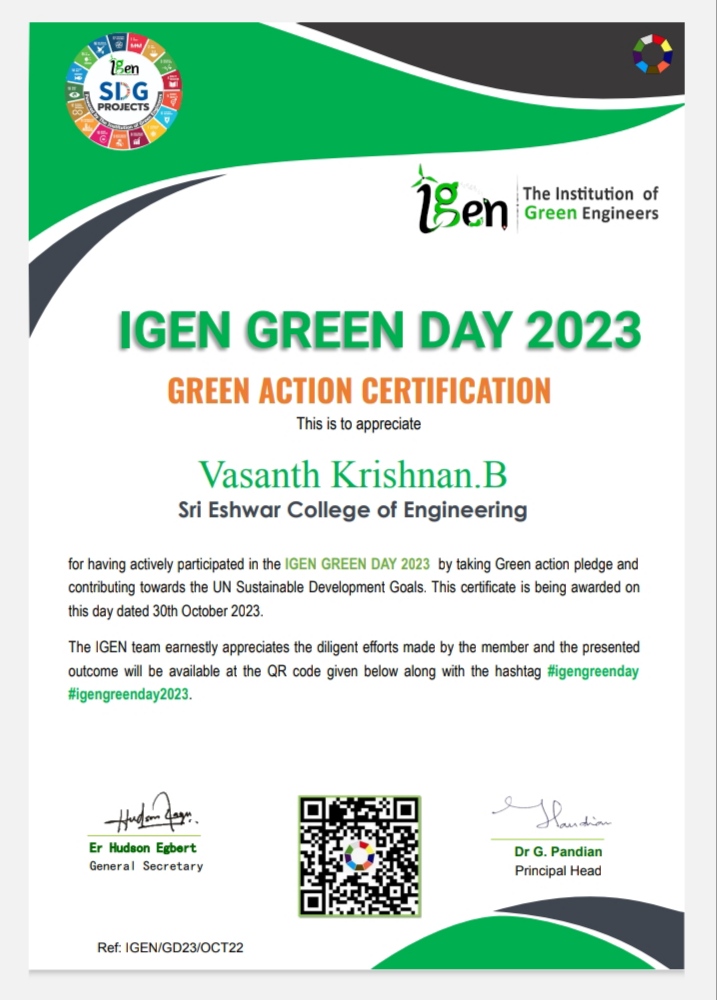 igen
SDG
PROJECTS
igen
The Institution of
Green Engineers
IGEN GREEN DAY 2023
GREEN ACTION CERTIFICATION
This is to appreciate
Vasanth Krishnan.B
Sri Eshwar College of Engineering
for having actively participated in the IGEN GREEN DAY 2023 by taking Green action pledge and
contributing towards the UN Sustainable Development Goals. This certificate is being awarded on
this day dated 30th October 2023.
The IGEN team earnestly appreciates the diligent efforts made by the member and the presented
outcome will be available at the QR code given below along with the hashtag #igengreenday
#igengreenday2023.
Er Hudson Egbert
General Secretary
Dr G. Pandian
Principal Head
Ref: IGEN/GD23/OCT22